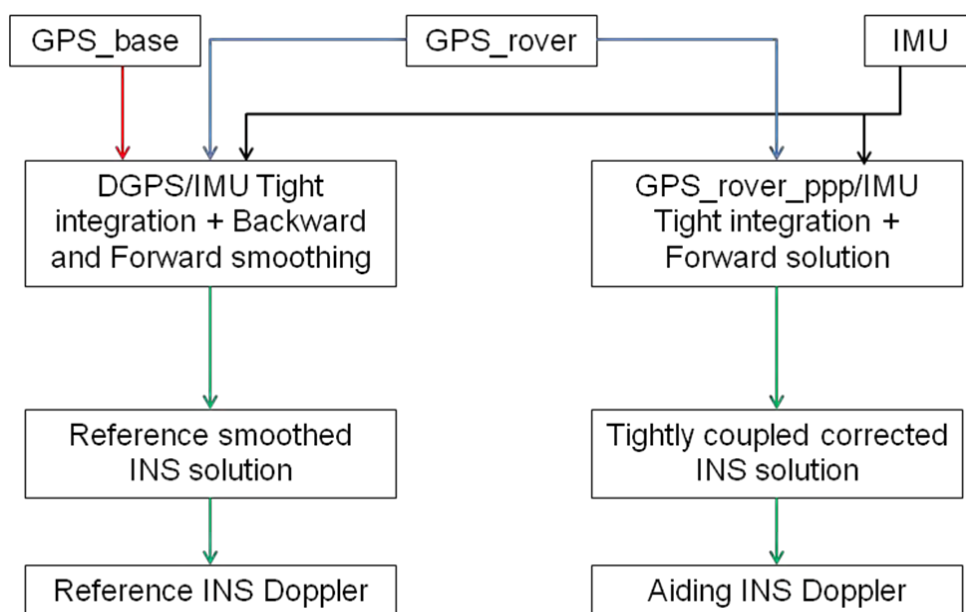 GPS_base
GPS_rover
IMU
DGPS/IMU Tight
integration + Backward
and Forward smoothing
GPS_rover_ppp/IMU
Tight integration +
Forward solution
Reference smoothed
INS solution
Tightly coupled corrected
INS solution
Reference INS Doppler
Aiding INS Doppler